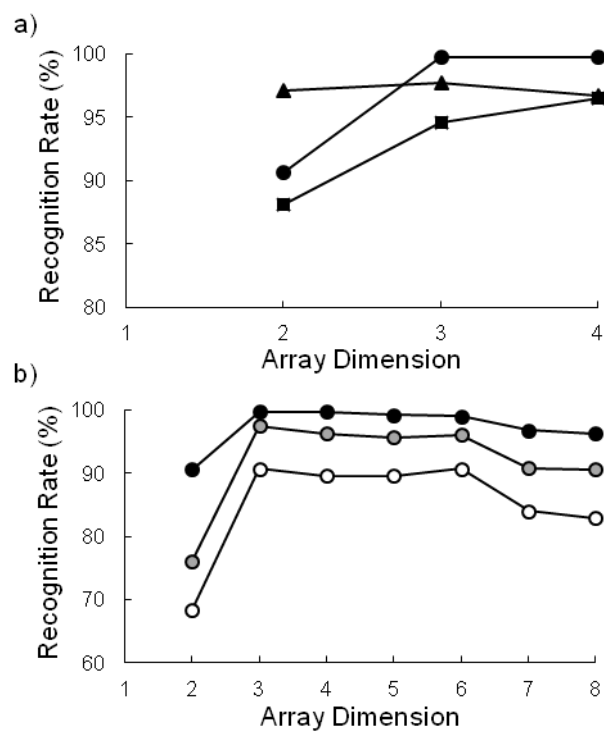 a)
Recognition Rate (%)
100
95
90
85
80
1 2 3 4
Array Dimension
b)
Recognition Rate (%)
100
90
80
70
60
1 2 3 4 5 6 7 8
Array Dimension